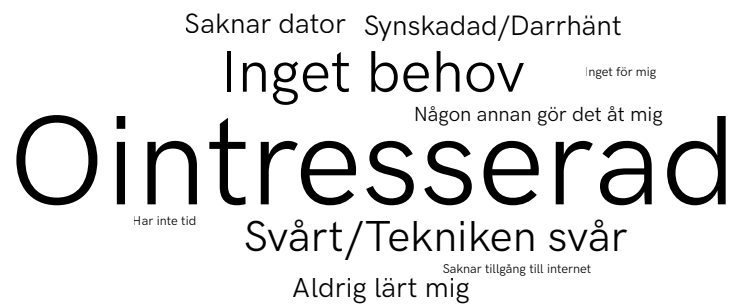 Saknar dator
Synskadad/Darrhänt
Inget behov
Inget för mig
Någon annan gör det åt mig
Ointresserad
Har inte tid
Svårt/Tekniken svår
Saknar tillgång till internet
Aldrig lärt mig